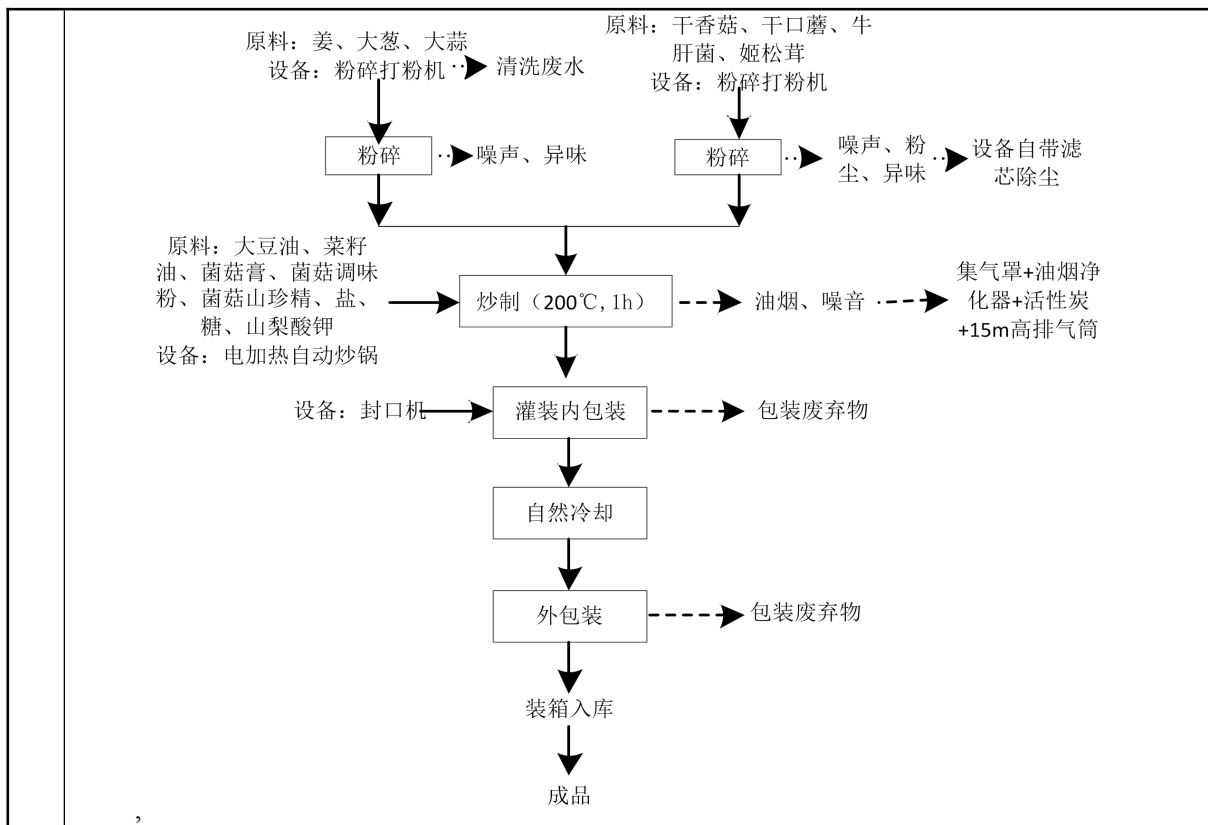 原料：姜、大葱、大蒜
设备：粉碎打粉机
清洗废水
原料：干香菇、干口蘑、牛
肝菌、姬松茸
设备：粉碎打粉机
粉碎
噪声、异味
粉碎
噪声、粉
尘、异味
设备自带滤
芯除尘
原料：大豆油、菜籽
油、菌菇膏、菌菇调味
粉、菌菇山珍精、盐、
糖、山梨酸钾
设备：电加热自动炒锅
炒制（200℃, 1h）
油烟、噪音
集气罩+油烟净
化器+活性炭
+15m高排气筒
设备：封口机
灌装内包装
包装废弃物
自然冷却
外包装
包装废弃物
装箱入库
成品
，